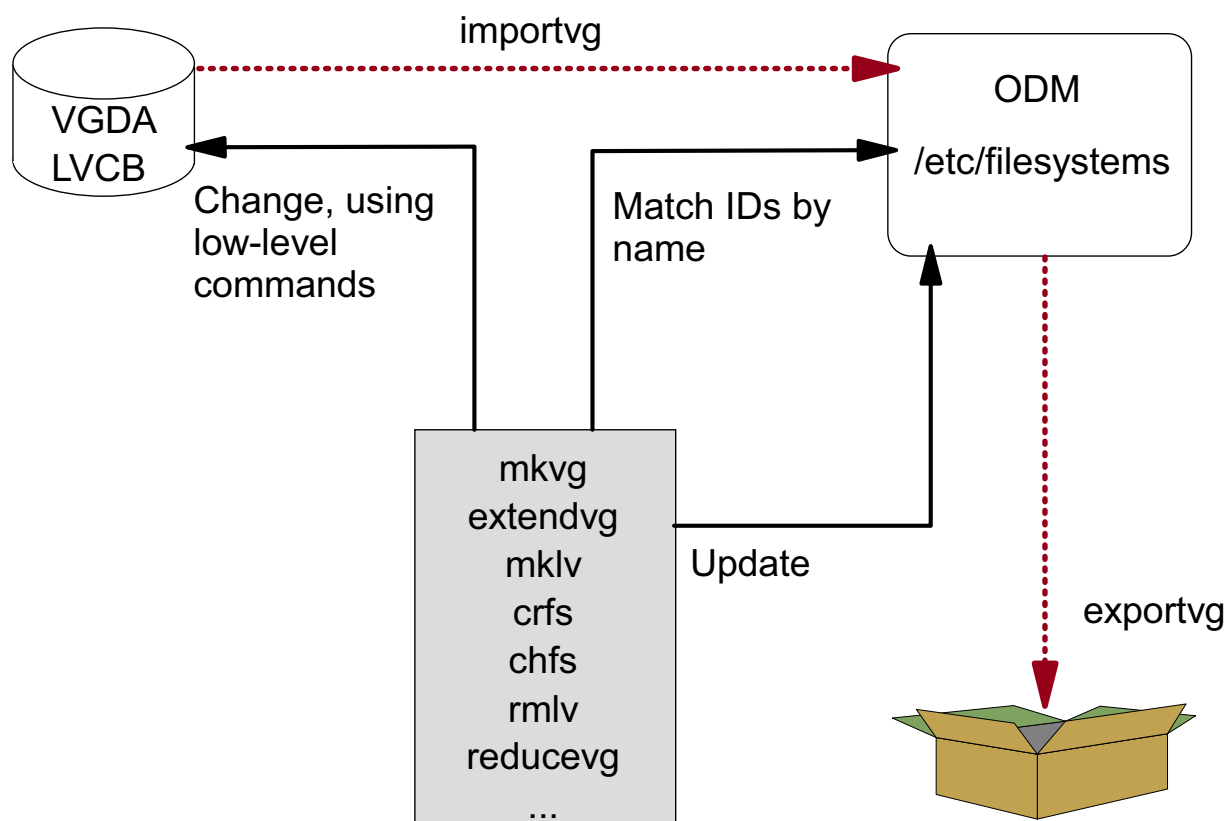 importvg
VGDA
LVCB
ODM
/etc/filesystems
Change, using
low-level
commands
Match IDs by
name
mkvg
extendvg
mklv
crfs
chfs
rmlv
reducevg
...
Update
exportvg